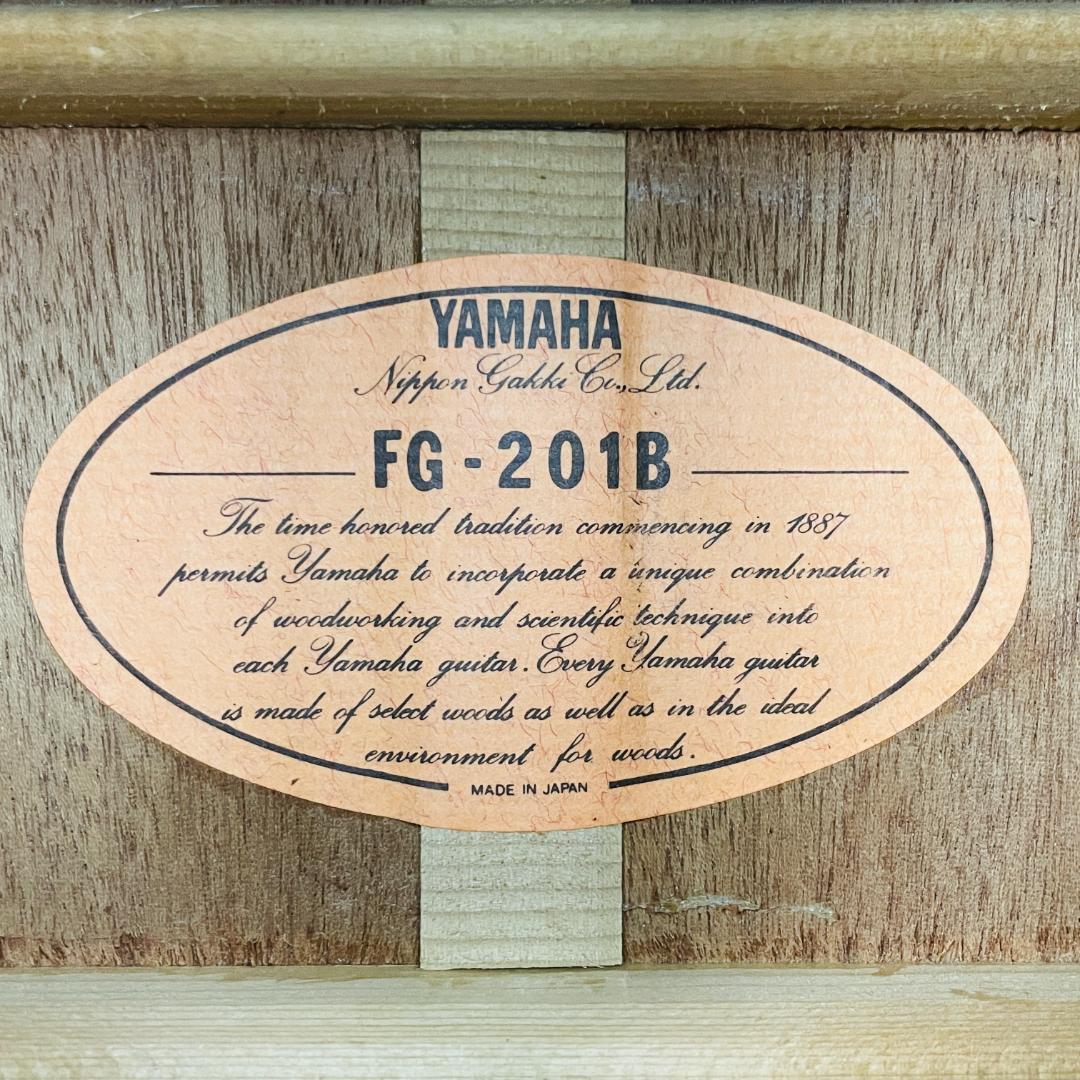 YAMAHA
Nippon Gakki Co., Ltd.
FG-201B
The time honored tradition commencing in 1887
permits Yamaha to incorporate a unique combination
of woodworking and scientific technique into
each Yamaha guitar. Every Yamaha guitar
is made of select woods as well as in the ideal
environment for woods.
MADE IN JAPAN